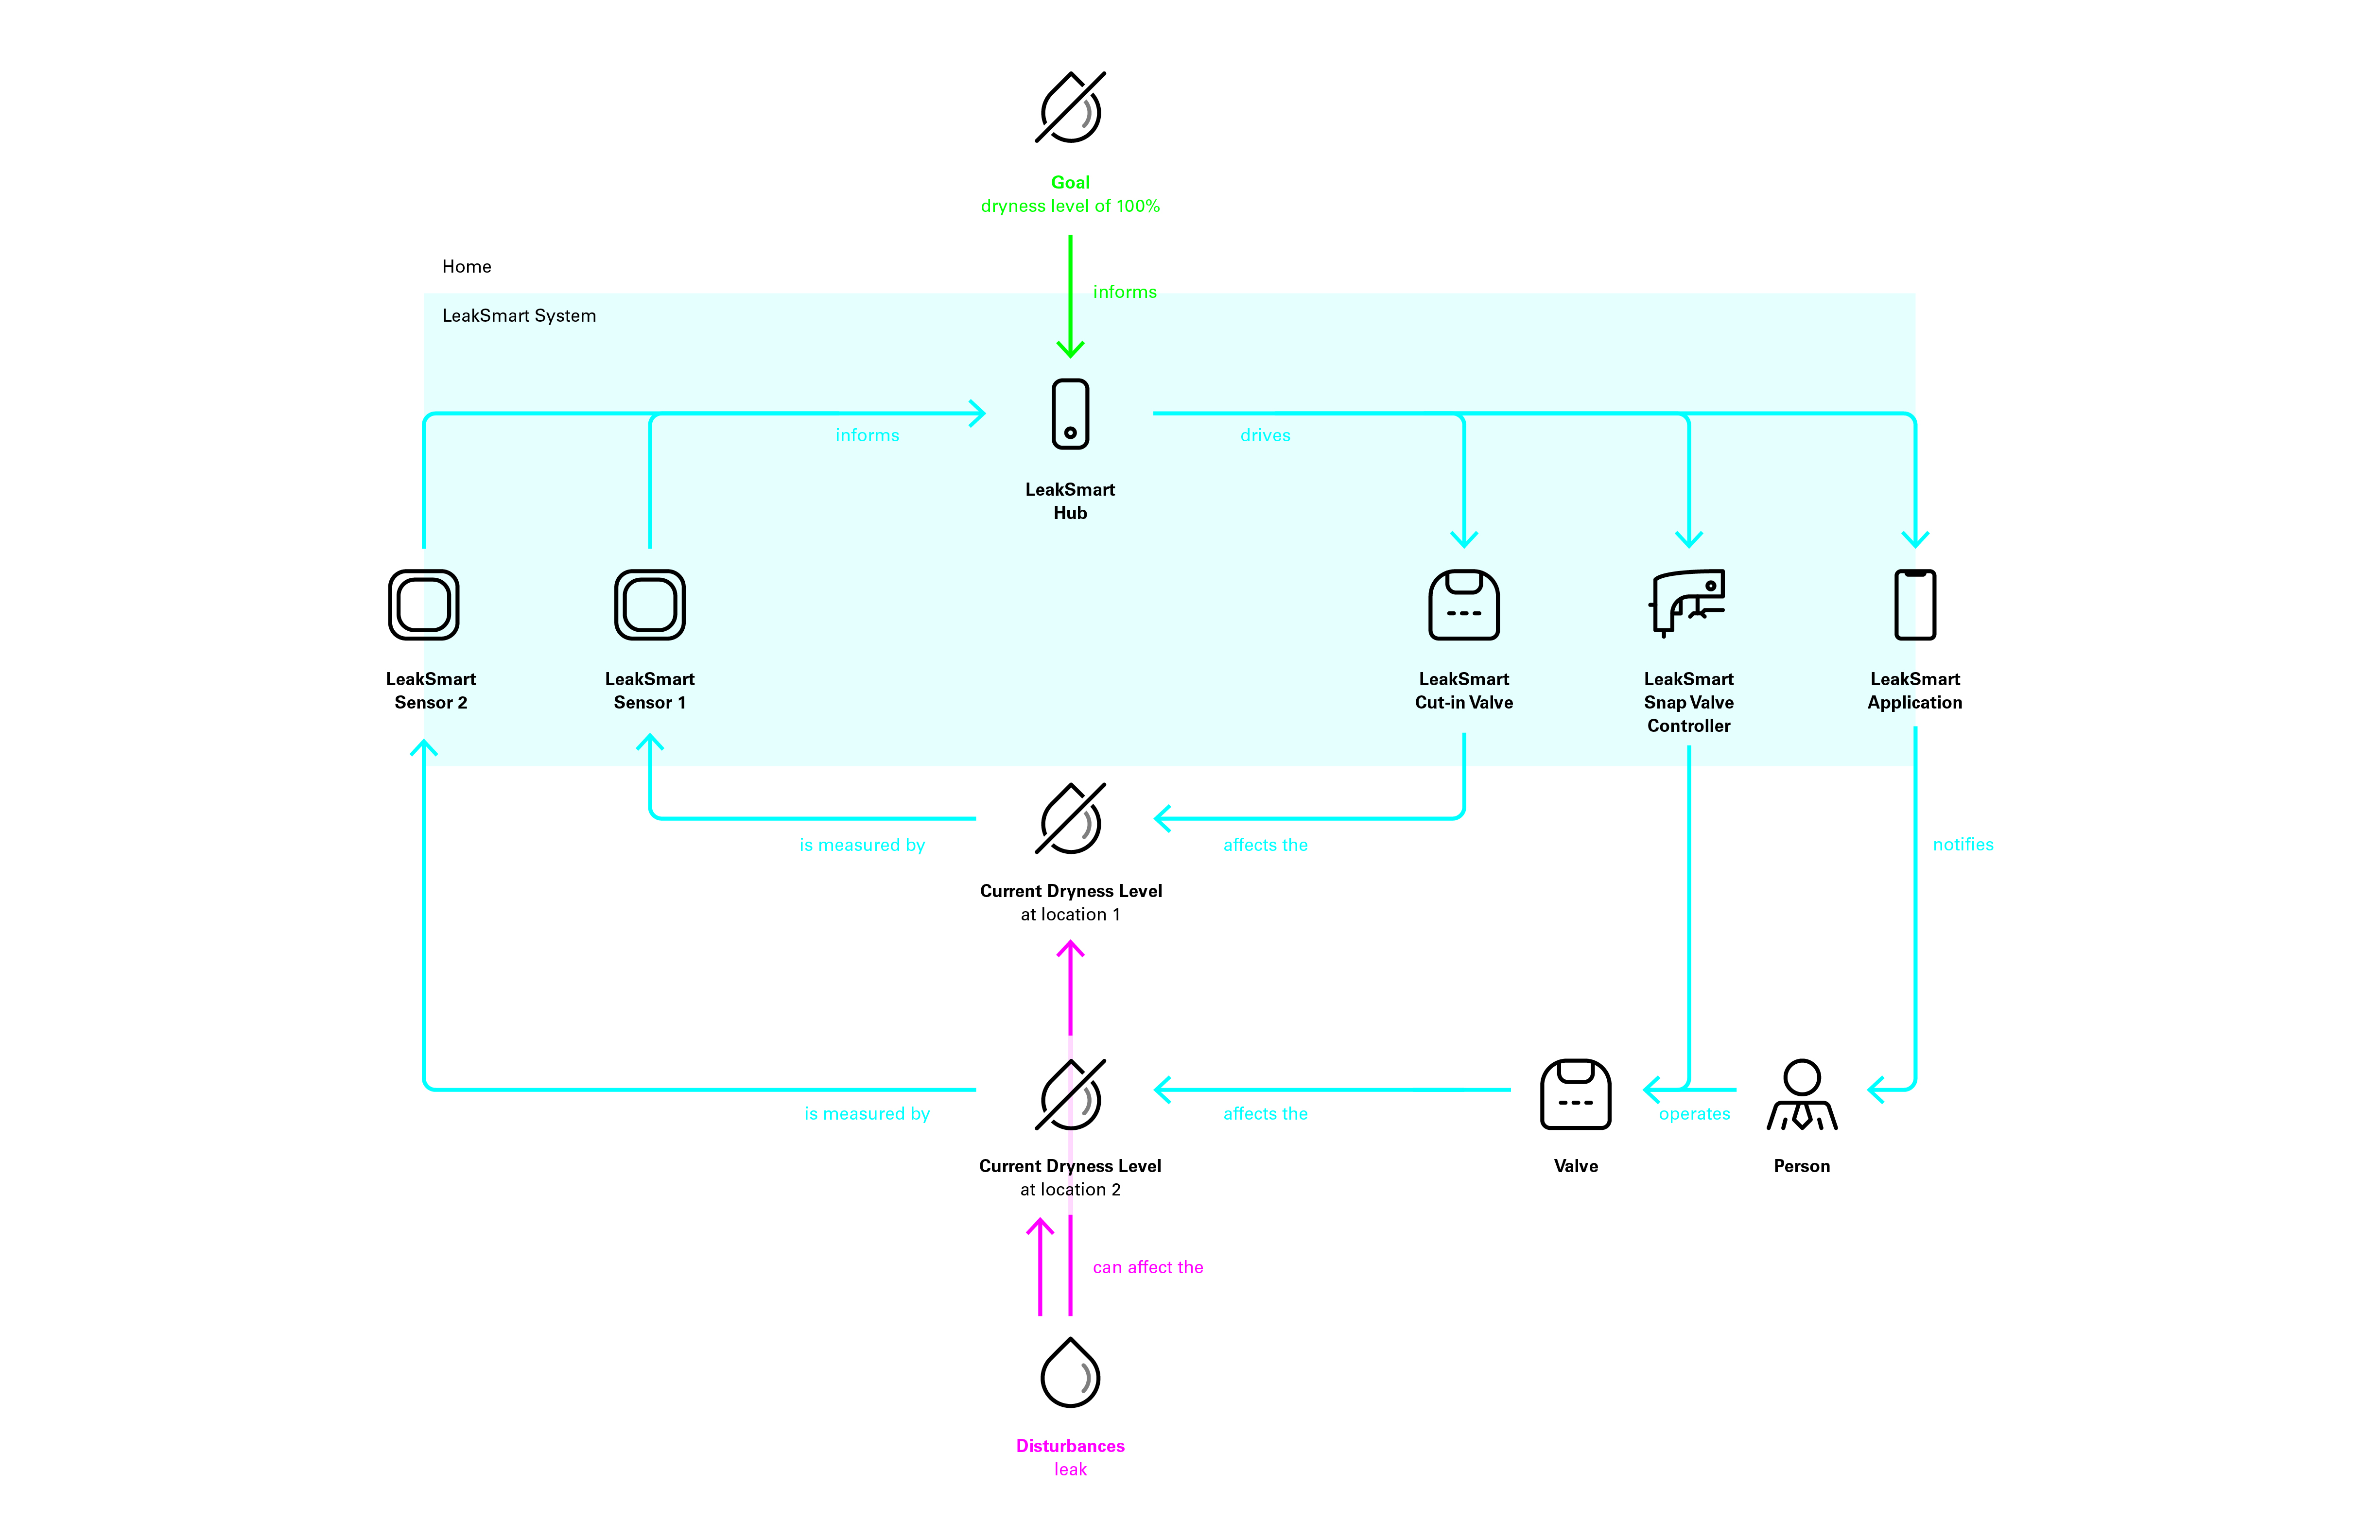 Goal
dryness level of 100%
Home
informs
LeakSmart System
informs
drives
LeakSmart
Hub
LeakSmart
Sensor 2
LeakSmart
Sensor 1
LeakSmart
Cut-in Valve
LeakSmart
Snap Valve
Controller
LeakSmart
Application
is measured by
affects the
notifies
Current Dryness Level
at location 1
is measured by
affects the
operates
Current Dryness Level
at location 2
Valve
Person
can affect the
Disturbances
leak